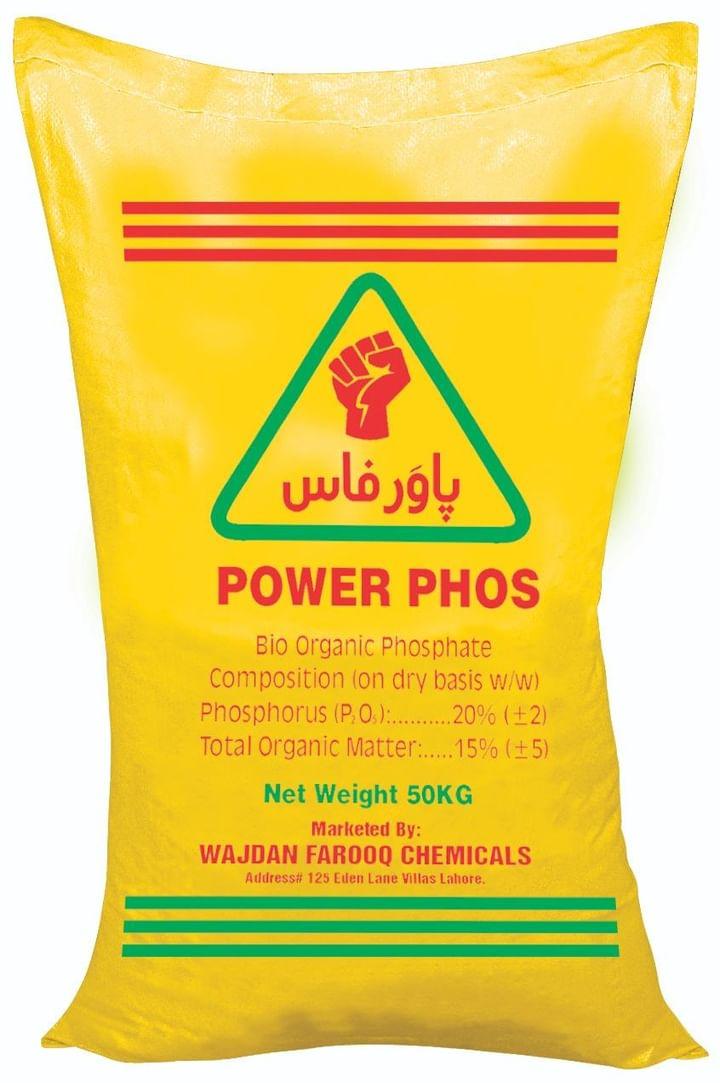 پاوَر فاس
POWER PHOS
Bio Organic Phosphate
Composition (on dry basis w/w)
Phosphorus (P₂O₅):..........20% (±2)
Total Organic Matter:.....15% (±5)
Net Weight 50KG
Marketed By:
WAJDAN FAROOQ CHEMICALS
Address# 125 Eden Lane Villas Lahore.